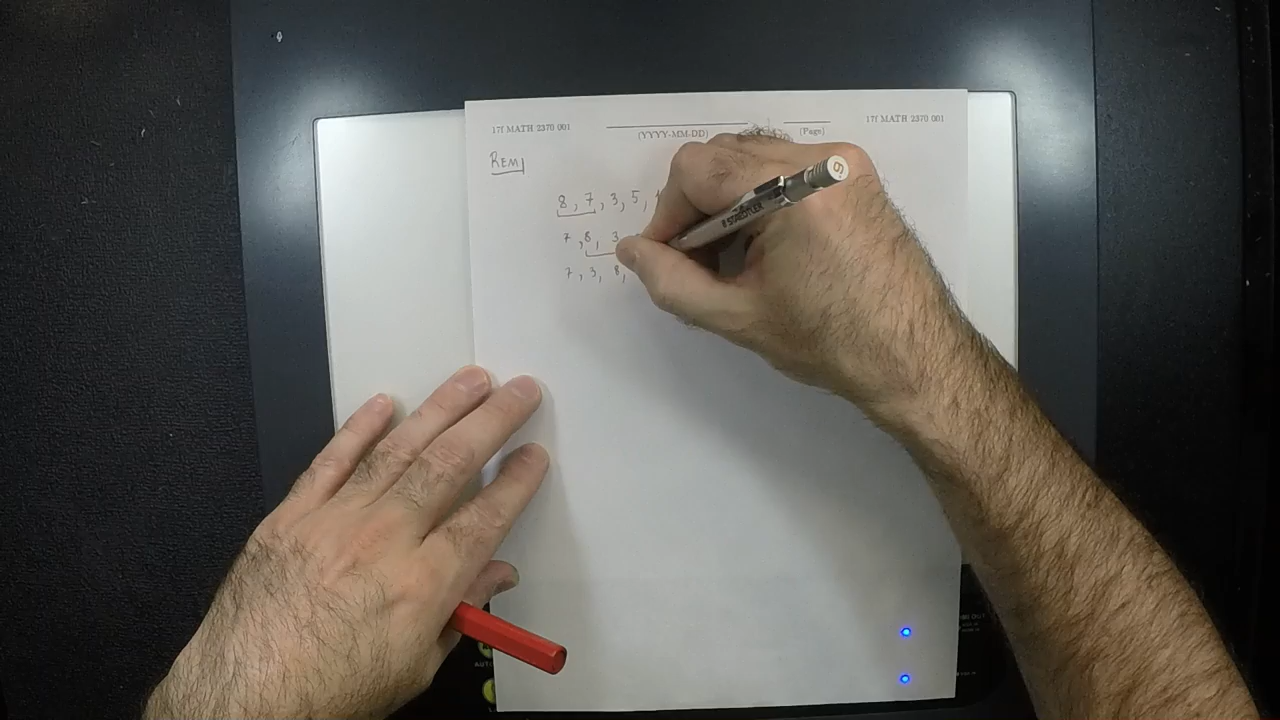 17f MATH 2370 001 (YYYY-MM-DD) (Page) 17f MATH 2370 001
REM
8, 7, 3, 5,
7, 8, 3
7, 3, 8,
STAEDTLER